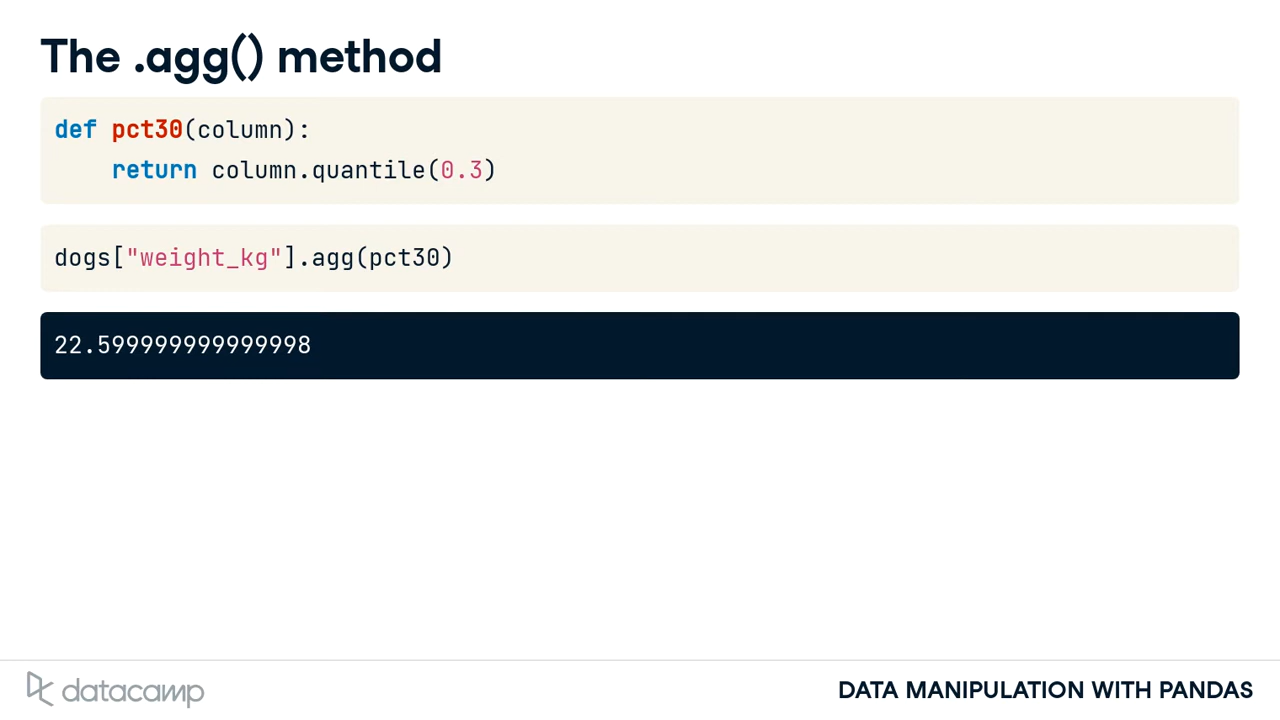 The .agg() method
def pct30(column):
    return column.quantile(0.3)
dogs["weight_kg"].agg(pct30)
22.599999999999998
datacamp
DATA MANIPULATION WITH PANDAS